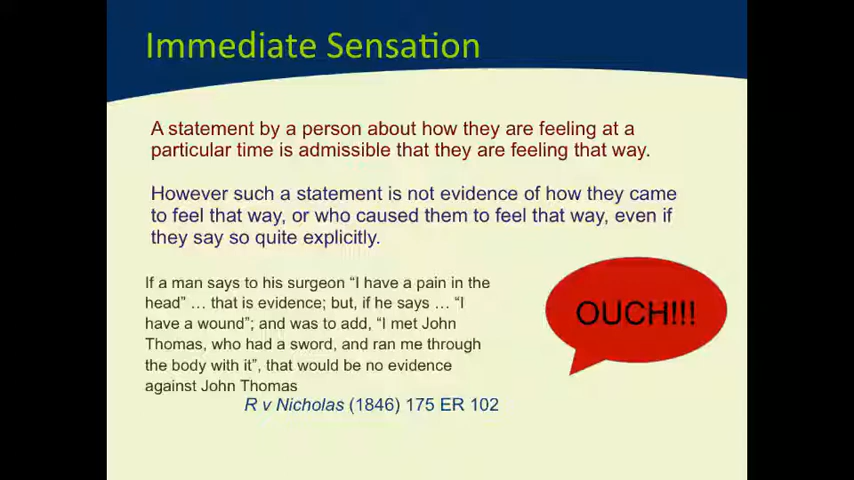 Immediate Sensation
A statement by a person about how they are feeling at a
particular time is admissible that they are feeling that way.
However such a statement is not evidence of how they came
to feel that way, or who caused them to feel that way, even if
they say so quite explicitly.
If a man says to his surgeon “I have a pain in the
head” … that is evidence; but, if he says … “I
have a wound”; and was to add, “I met John
Thomas, who had a sword, and ran me through
the body with it”, that would be no evidence
against John Thomas
R v Nicholas (1846) 175 ER 102
OUCH!!!